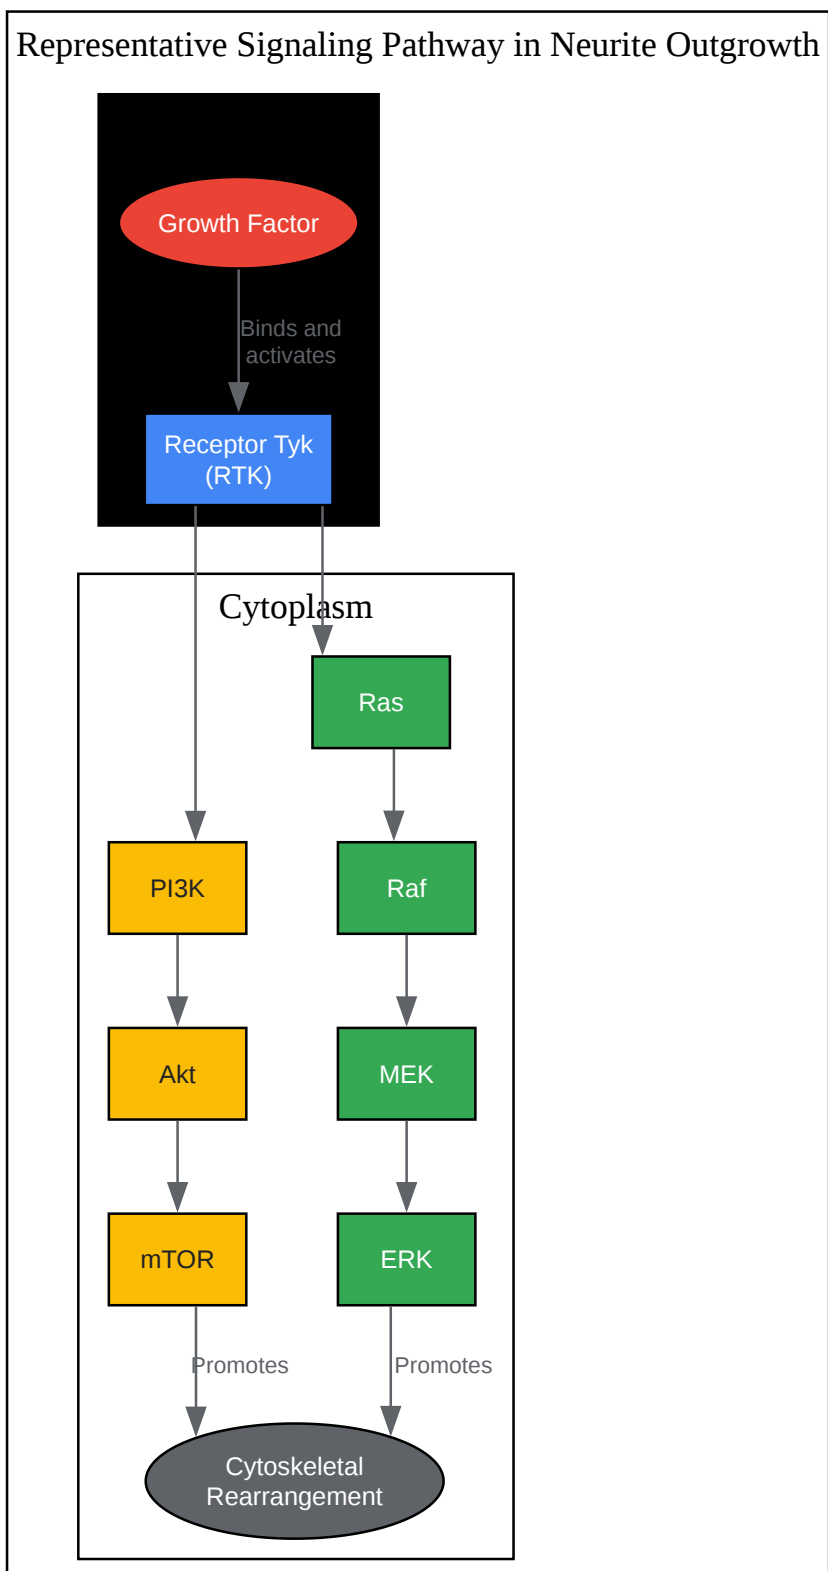 Representative Signaling Pathway in Neurite Outgrowth
Growth Factor
Binds and
activates
Receptor Tyk
(RTK)
Cytoplasm
Ras
PI3K
Raf
Akt
MEK
mTOR
ERK
Promotes
Promotes
Cytoskeletal
Rearrangement